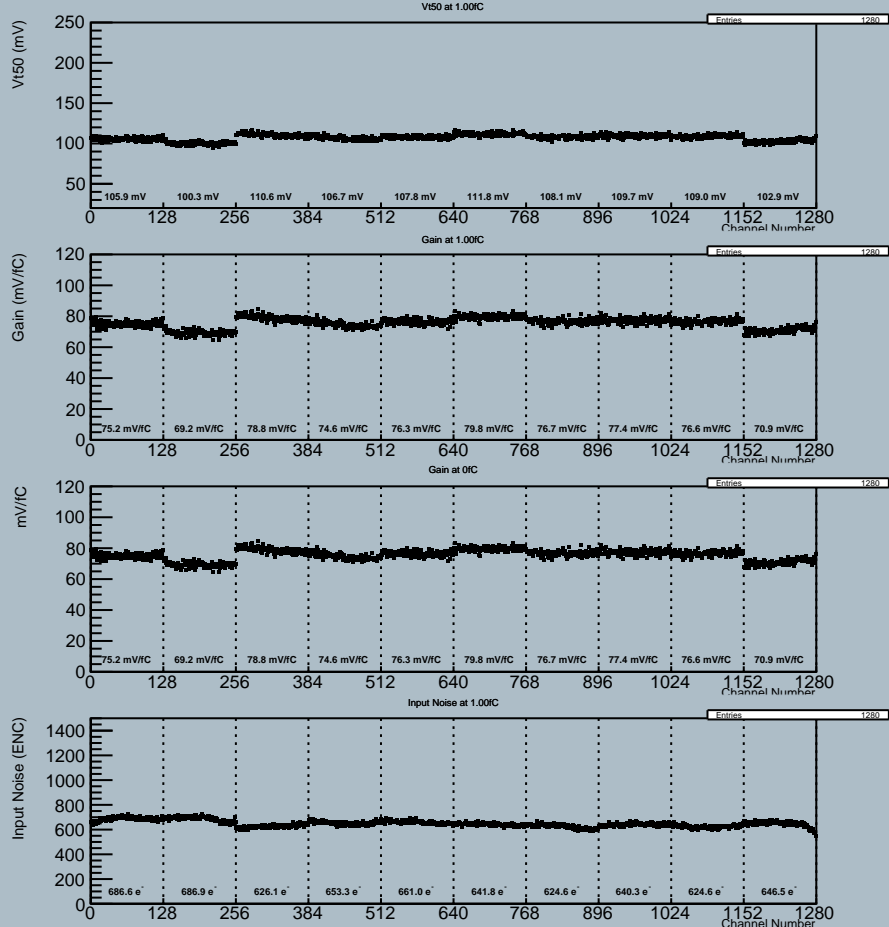 Vt50 at 1.00fC
Entries 1280
Vt50 (mV)
250
200
150
100
50
105.9 mV 100.3 mV 110.6 mV 106.7 mV 107.8 mV 111.8 mV 108.1 mV 109.7 mV 109.0 mV 102.9 mV
0 128 256 384 512 640 768 896 1024 1152 1280
Channel Number
Gain at 1.00fC
Entries 1280
Gain (mV/fC)
120
100
80
60
40
20
0
75.2 mV/fC 69.2 mV/fC 78.8 mV/fC 74.6 mV/fC 76.3 mV/fC 79.8 mV/fC 76.7 mV/fC 77.4 mV/fC 76.6 mV/fC 70.9 mV/fC
0 128 256 384 512 640 768 896 1024 1152 1280
Channel Number
Gain at 0fC
Entries 1280
mV/fC
120
100
80
60
40
20
0
75.2 mV/fC 69.2 mV/fC 78.8 mV/fC 74.6 mV/fC 76.3 mV/fC 79.8 mV/fC 76.7 mV/fC 77.4 mV/fC 76.6 mV/fC 70.9 mV/fC
0 128 256 384 512 640 768 896 1024 1152 1280
Channel Number
Input Noise at 1.00fC
Entries 1280
Input Noise (ENC)
1400
1200
1000
800
600
400
200
0
686.6 e⁻ 686.9 e⁻ 626.1 e⁻ 653.3 e⁻ 661.0 e⁻ 641.8 e⁻ 624.6 e⁻ 640.3 e⁻ 624.6 e⁻ 646.5 e⁻
0 128 256 384 512 640 768 896 1024 1152 1280
Channel Number